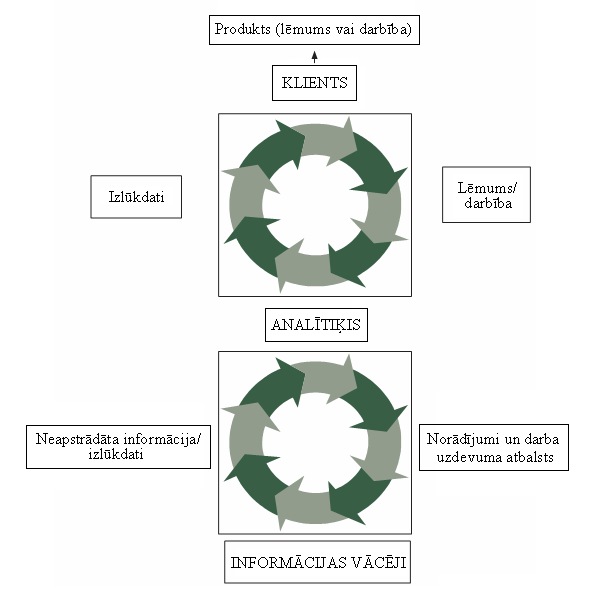 Produkts (lēmums vai darbība)
KLIENTS
Izlūkdati
Lēmums/
darbība
ANALĪTIĶIS
Neapstrādāta informācija/
izlūkdati
Norādījumi un darba
uzdevuma atbalsts
INFORMĀCIJAS VĀCĒJI